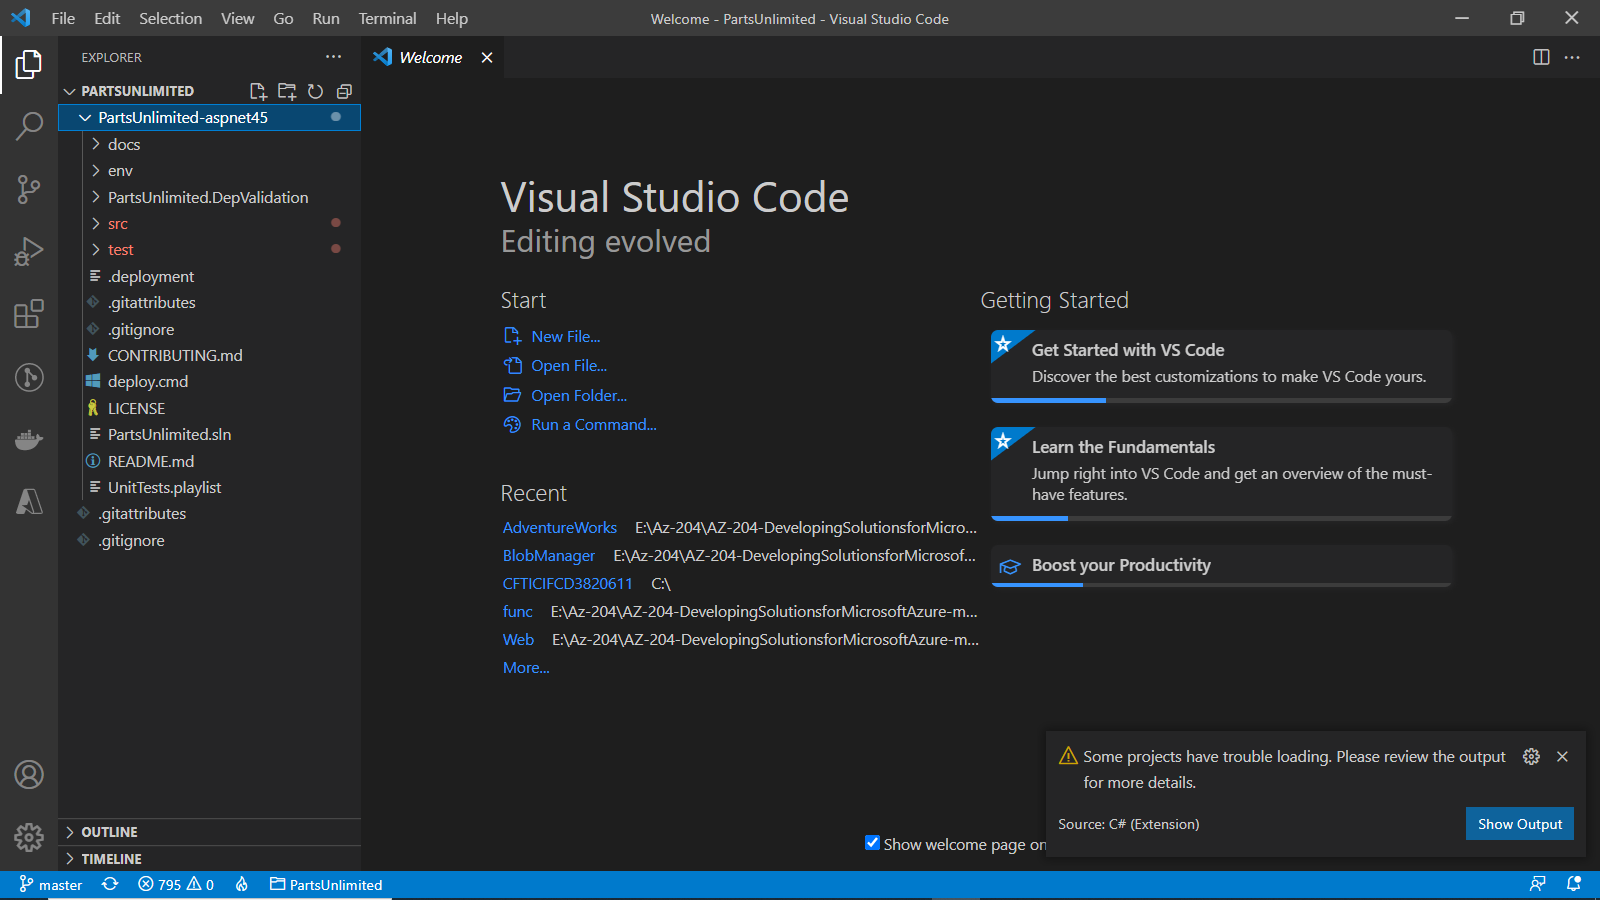 File Edit Selection View Go Run Terminal Help
Welcome - PartsUnlimited - Visual Studio Code
EXPLORER
Welcome
PARTSUNLIMITED
PartsUnlimited-aspnet45
docs
env
PartsUnlimited.DepValidation
src
test
.deployment
.gitattributes
.gitignore
CONTRIBUTING.md
deploy.cmd
LICENSE
PartsUnlimited.sln
README.md
UnitTests.playlist
.gitattributes
.gitignore
OUTLINE
TIMELINE
Visual Studio Code
Editing evolved
Start
New File...
Open File...
Open Folder...
Run a Command...
Recent
AdventureWorks E:\Az-204\AZ-204-DevelopingSolutionsforMicro...
BlobManager E:\Az-204\AZ-204-DevelopingSolutionsforMicrosof...
CFTICIFCD3820611 C:\
func E:\Az-204\AZ-204-DevelopingSolutionsforMicrosoftAzure-m...
Web E:\Az-204\AZ-204-DevelopingSolutionsforMicrosoftAzure-m...
More...
Getting Started
Get Started with VS Code
Discover the best customizations to make VS Code yours.
Learn the Fundamentals
Jump right into VS Code and get an overview of the must-
have features.
Boost your Productivity
Show welcome page on
Some projects have trouble loading. Please review the output
for more details.
Source: C# (Extension)
Show Output
master
795 0
PartsUnlimited